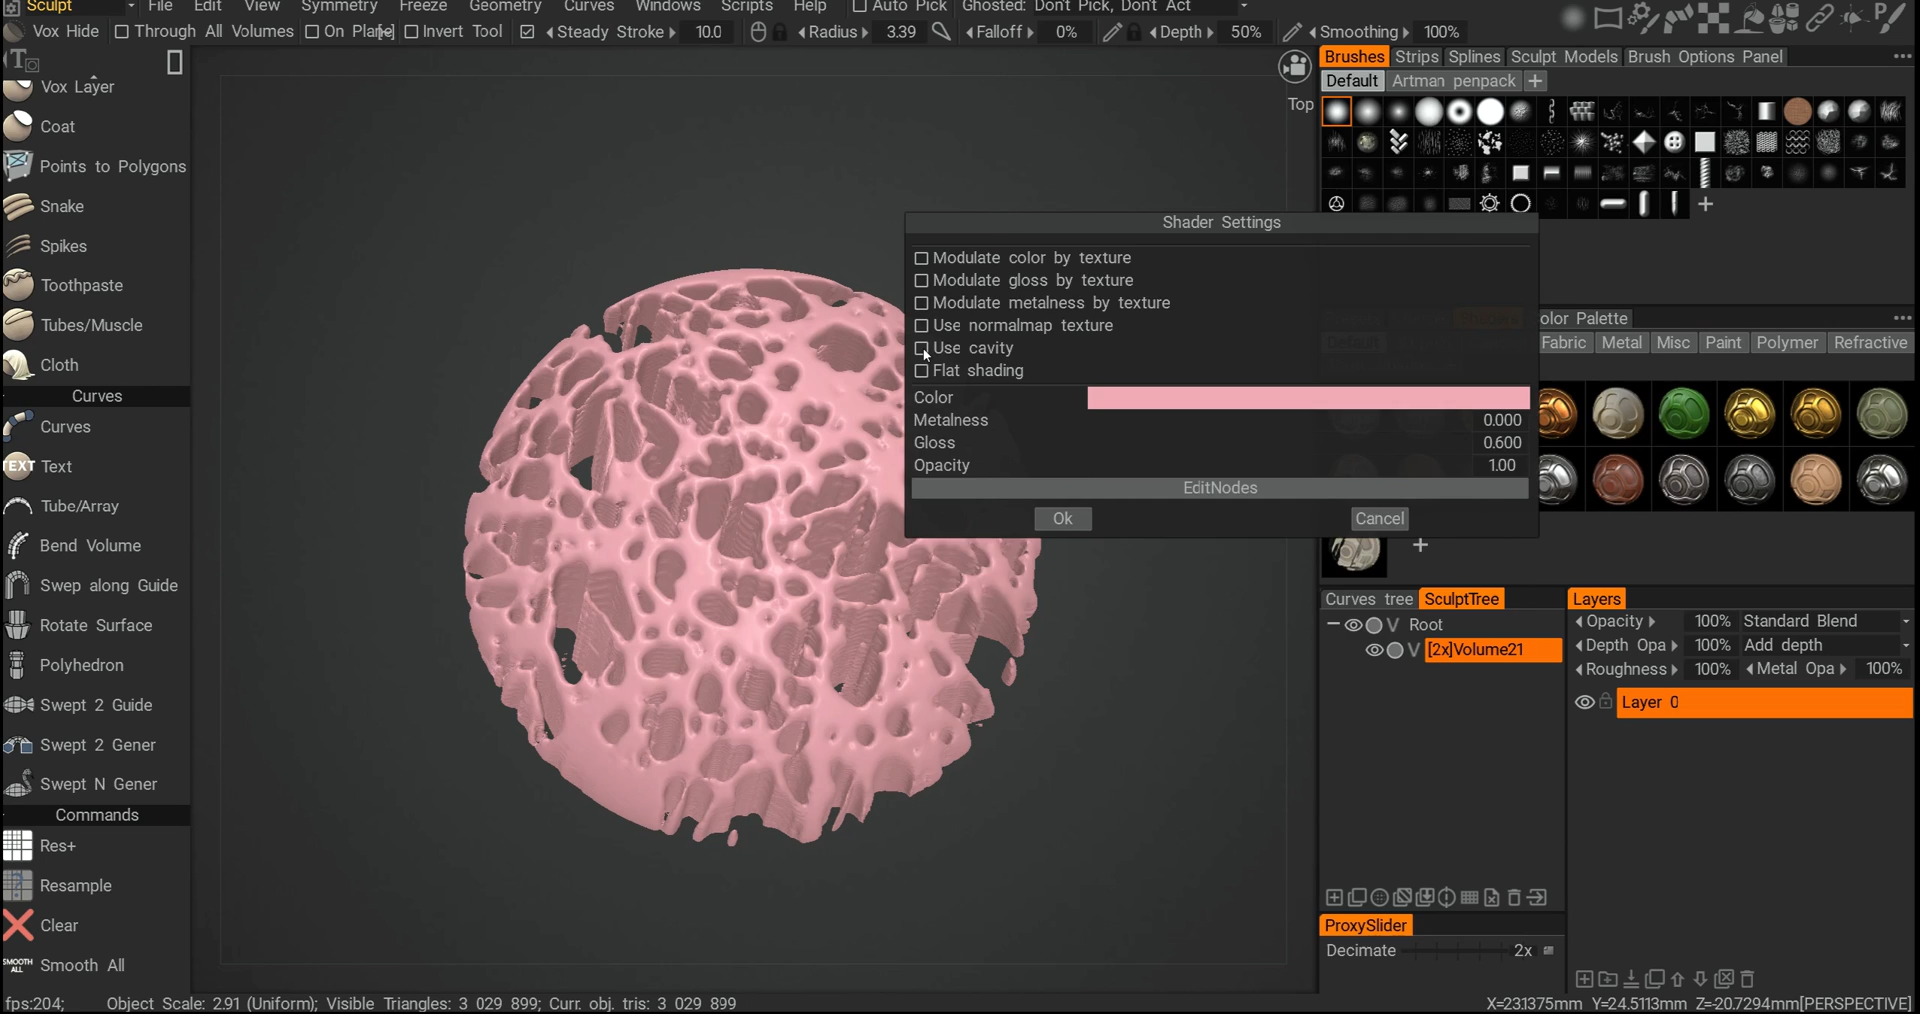 Sculpt File Edit View Symmetry Freeze Geometry Curves Windows Scripts Help Auto Pick Ghosted: Don't Pick, Don't Act
Vox Hide Through All Volumes On Plane Invert Tool Steady Stroke 10.0 Radius 3.39 Falloff 0% Depth 50% Smoothing 100%
Vox Layer
Coat
Points to Polygons
Snake
Spikes
Toothpaste
Tubes/Muscle
Cloth
Curves
Curves
TEXT Text
Tube/Array
Bend Volume
Swep along Guide
Rotate Surface
Polyhedron
Swept 2 Guide
Swept 2 Gener
Swept N Gener
Commands
Res+
Resample
Clear
SMOOTH ALL Smooth All
Top
Brushes Strips Splines Sculpt Models Brush Options Panel
Default Artman penpack +
Shader Settings
Modulate color by texture
Modulate gloss by texture
Modulate metalness by texture
Use normalmap texture
Use cavity
Flat shading
Color
Metalness 0.000
Gloss 0.600
Opacity 1.00
EditNodes
Ok Cancel
olor Palette
Fabric Metal Misc Paint Polymer Refractive
Curves tree SculptTree
Root
[2x]Volume21
Layers
Opacity 100% Standard Blend
Depth Opa 100% Add depth
Roughness 100% Metal Opa 100%
Layer 0
ProxySlider
Decimate 2x
fps:204; Object Scale: 2.91 (Uniform); Visible Triangles: 3 029 899; Curr. obj. tris: 3 029 899
X=23.1375mm Y=24.5113mm Z=-20.7294mm[PERSPECTIVE]